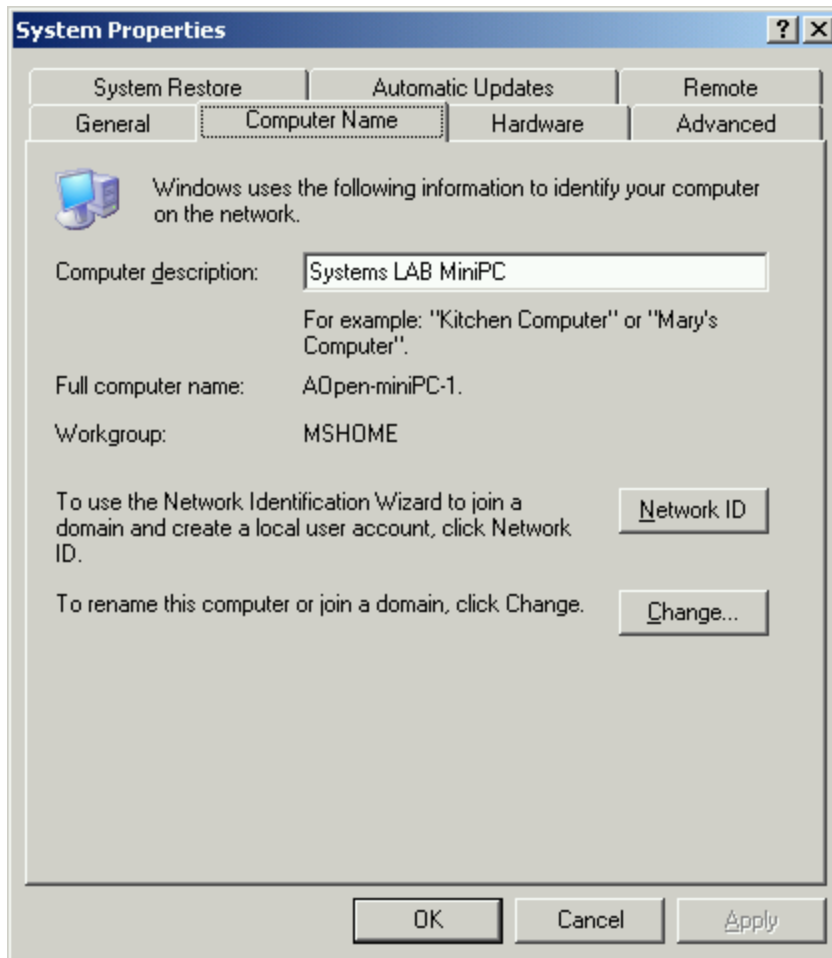 System Properties
System Restore
Automatic Updates
Remote
General
Computer Name
Hardware
Advanced
Windows uses the following information to identify your computer
on the network.
Computer description:
Systems LAB MiniPC
For example: "Kitchen Computer" or "Mary's
Computer".
Full computer name:
AOpen-miniPC-1.
Workgroup:
MSHOME
To use the Network Identification Wizard to join a
domain and create a local user account, click Network
ID.
Network ID
To rename this computer or join a domain, click Change.
Change...
OK
Cancel
Apply